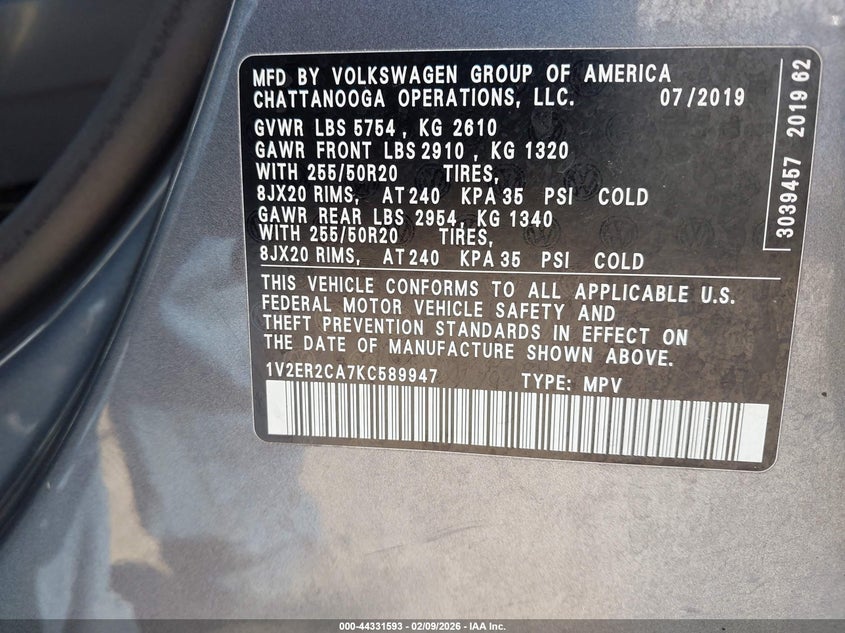 MFD BY VOLKSWAGEN GROUP OF AMERICA
CHATTANOOGA OPERATIONS, LLC. 07/2019
GVWR LBS 5754, KG 2610
GAWR FRONT LBS 2910, KG 1320
WITH 255/50R20 TIRES,
8JX20 RIMS, AT 240 KPA 35 PSI COLD
GAWR REAR LBS 2954, KG 1340
WITH 255/50R20 TIRES,
8JX20 RIMS, AT 240 KPA 35 PSI COLD
THIS VEHICLE CONFORMS TO ALL APPLICABLE U.S.
FEDERAL MOTOR VEHICLE SAFETY AND
THEFT PREVENTION STANDARDS IN EFFECT ON
THE DATE OF MANUFACTURE SHOWN ABOVE.
1V2ER2CA7KC589947 TYPE: MPV
3039457 2019 62
000-44331593 — 02/09/2026 — IAA Inc.